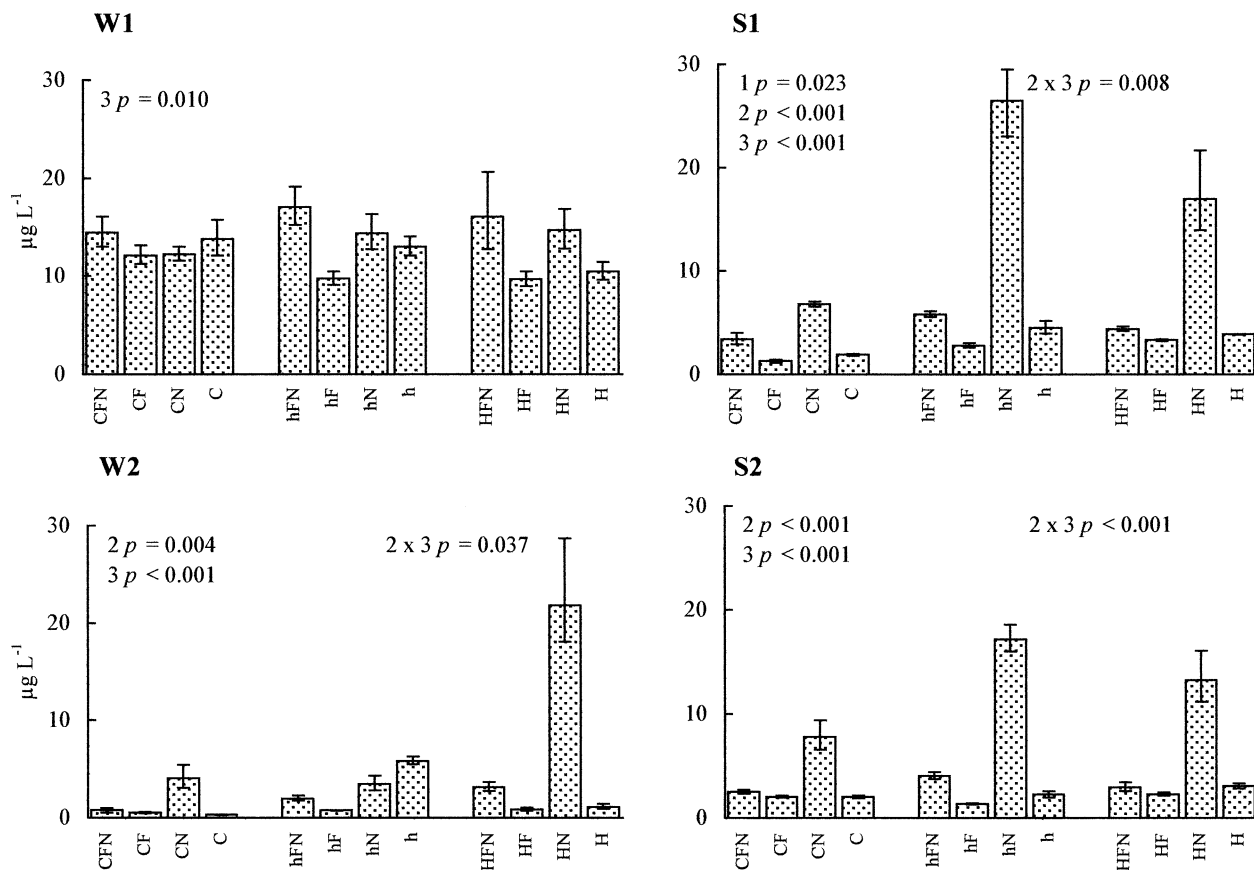 W1
3 p = 0.010
30
20
10
0
µg L⁻¹
CFN CF CN C hFN hF hN h HFN HF HN H
S1
1 p = 0.023
2 p < 0.001
3 p < 0.001
2 x 3 p = 0.008
30
20
10
0
CFN CF CN C hFN hF hN h HFN HF HN H
W2
2 p = 0.004
3 p < 0.001
2 x 3 p = 0.037
30
20
10
0
µg L⁻¹
CFN CF CN C hFN hF hN h HFN HF HN H
S2
2 p < 0.001
3 p < 0.001
2 x 3 p < 0.001
30
20
10
0
CFN CF CN C hFN hF hN h HFN HF HN H